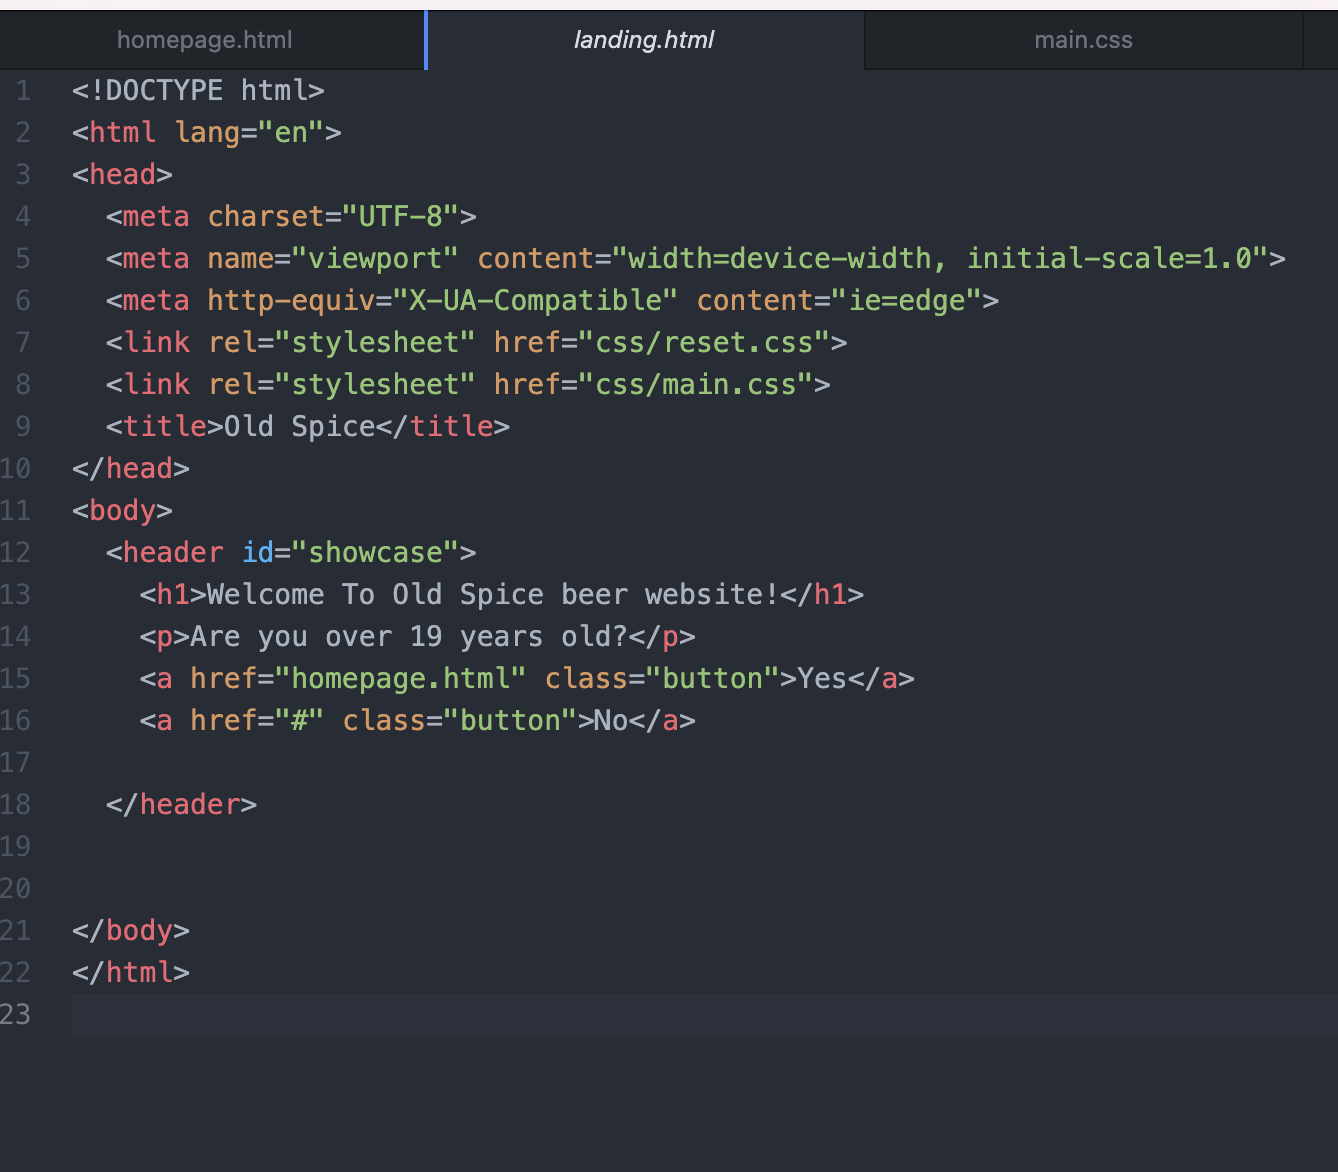 homepage.html landing.html main.css
1 <!DOCTYPE html>
2 <html lang="en">
3 <head>
4   <meta charset="UTF-8">
5   <meta name="viewport" content="width=device-width, initial-scale=1.0">
6   <meta http-equiv="X-UA-Compatible" content="ie=edge">
7   <link rel="stylesheet" href="css/reset.css">
8   <link rel="stylesheet" href="css/main.css">
9   <title>Old Spice</title>
10 </head>
11 <body>
12   <header id="showcase">
13     <h1>Welcome To Old Spice beer website!</h1>
14     <p>Are you over 19 years old?</p>
15     <a href="homepage.html" class="button">Yes</a>
16     <a href="#" class="button">No</a>
17
18   </header>
19
20
21 </body>
22 </html>
23